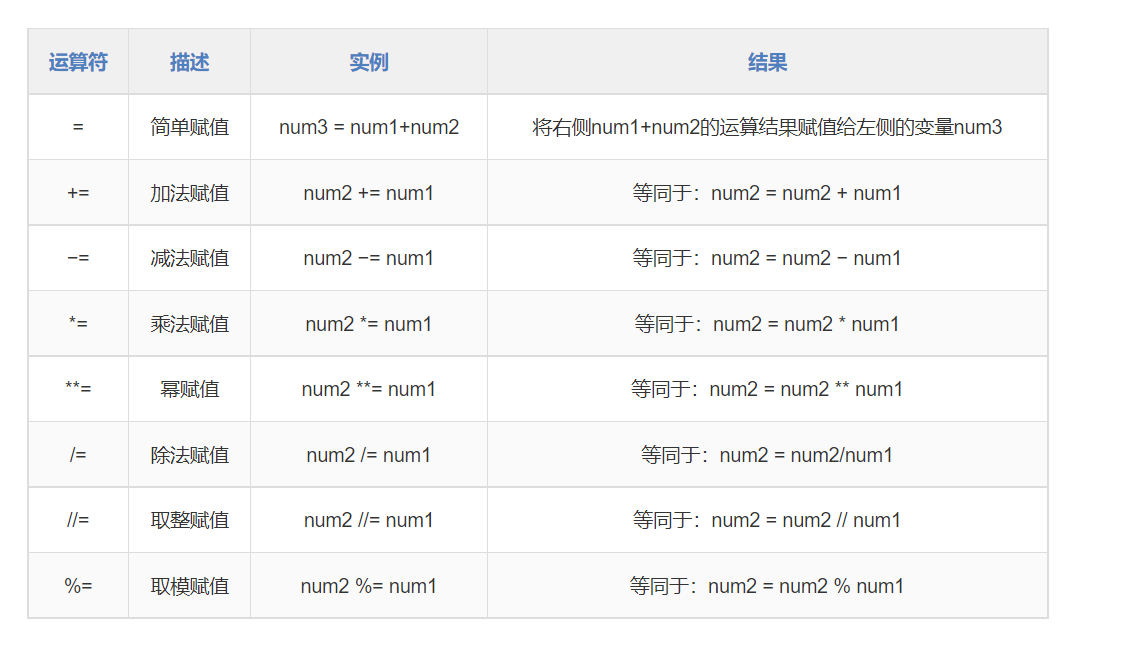 运算符 描述 实例 结果
= 简单赋值 num3 = num1+num2 将右侧num1+num2的运算结果赋值给左侧的变量num3
+= 加法赋值 num2 += num1 等同于：num2 = num2 + num1
−= 减法赋值 num2 −= num1 等同于：num2 = num2 − num1
*= 乘法赋值 num2 *= num1 等同于：num2 = num2 * num1
**= 幂赋值 num2 **= num1 等同于：num2 = num2 ** num1
/= 除法赋值 num2 /= num1 等同于：num2 = num2/num1
//= 取整赋值 num2 //= num1 等同于：num2 = num2 // num1
%= 取模赋值 num2 %= num1 等同于：num2 = num2 % num1